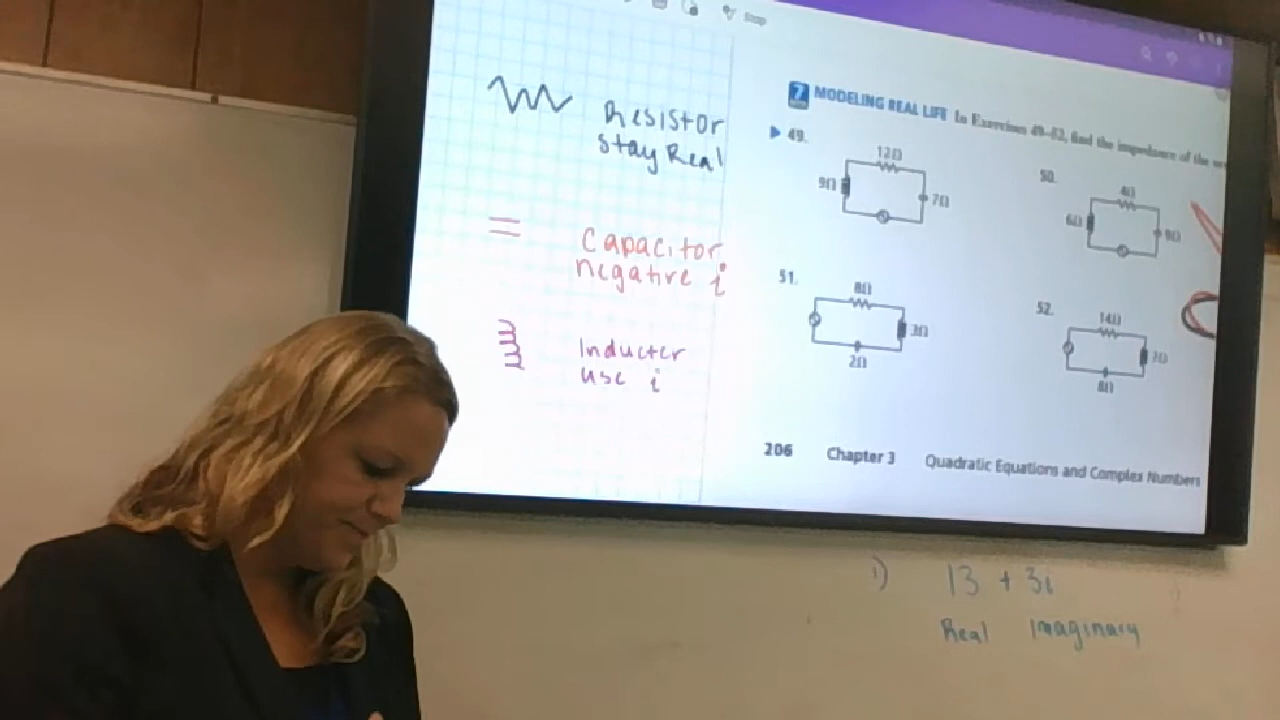 Stop
Resistor
stay Real
capacitor
negative i
Inducter
use i
7
MODELING REAL LIFE In Exercises 49–52, find the impedance of the
49.
12Ω
9Ω
7Ω
50.
4Ω
6Ω
9Ω
51.
8Ω
3Ω
2Ω
52.
14Ω
7Ω
8Ω
206 Chapter 3 Quadratic Equations and Complex Numbers
1) 13 + 3i
Real Imaginary